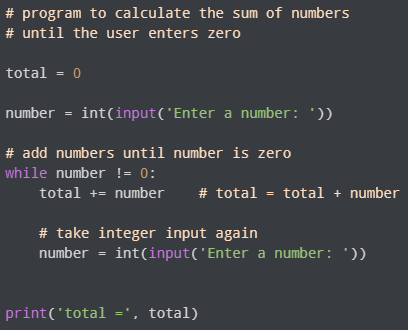 # program to calculate the sum of numbers
# until the user enters zero
total = 0
number = int(input('Enter a number: '))
# add numbers until number is zero
while number != 0:
    total += number    # total = total + number
    # take integer input again
    number = int(input('Enter a number: '))
print('total =', total)